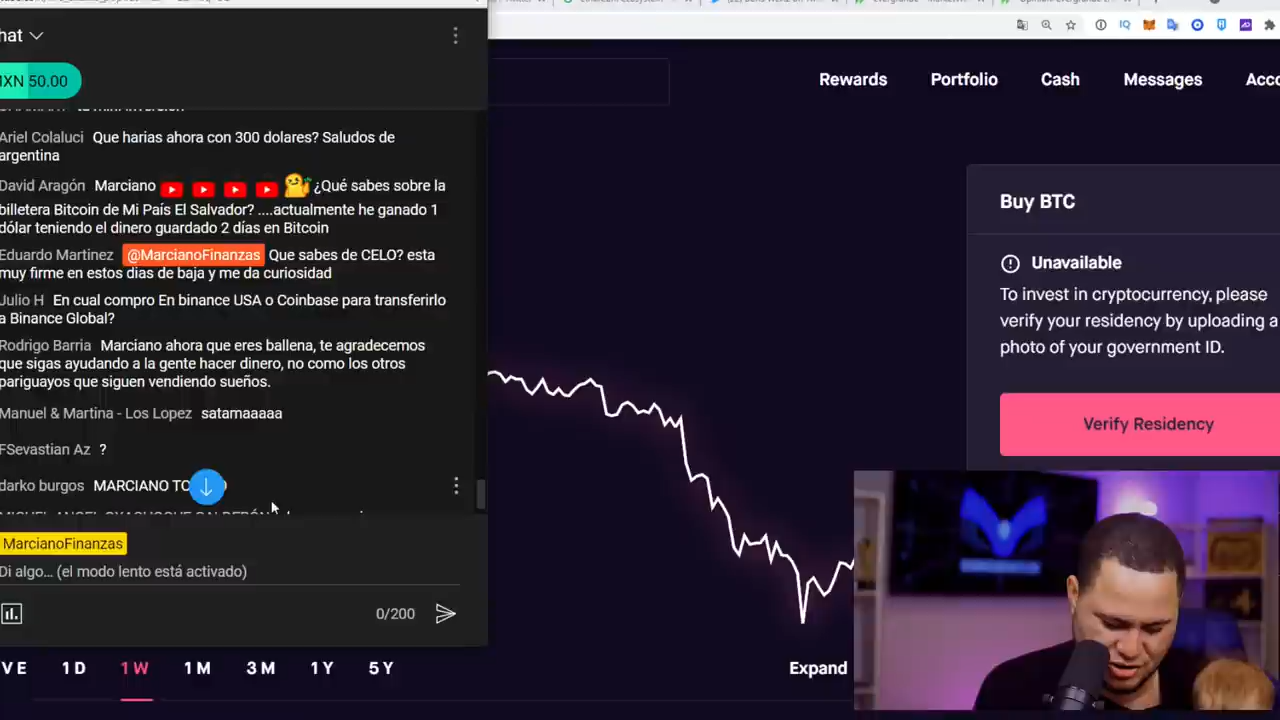 hat
MXN 50.00
Ariel Colaluci Que harias ahora con 300 dolares? Saludos de
argentina
David Aragón Marciano ¿Qué sabes sobre la
billetera Bitcoin de Mi País El Salvador? ....actualmente he ganado 1
dólar teniendo el dinero guardado 2 días en Bitcoin
Eduardo Martinez @MarcianoFinanzas Que sabes de CELO? esta
muy firme en estos dias de baja y me da curiosidad
Julio H En cual compro En binance USA o Coinbase para transferirlo
a Binance Global?
Rodrigo Barria Marciano ahora que eres ballena, te agradecemos
que sigas ayudando a la gente hacer dinero, no como los otros
pariguayos que siguen vendiendo sueños.
Manuel & Martina - Los Lopez satamaaaaa
FSevastian Az ?
darko burgos MARCIANO
MarcianoFinanzas
Di algo... (el modo lento está activado)
0/200
Rewards
Portfolio
Cash
Messages
Acco
Buy BTC
Unavailable
To invest in cryptocurrency, please
verify your residency by uploading a
photo of your government ID.
Verify Residency
VE
1D
1W
1M
3M
1Y
5Y
Expand